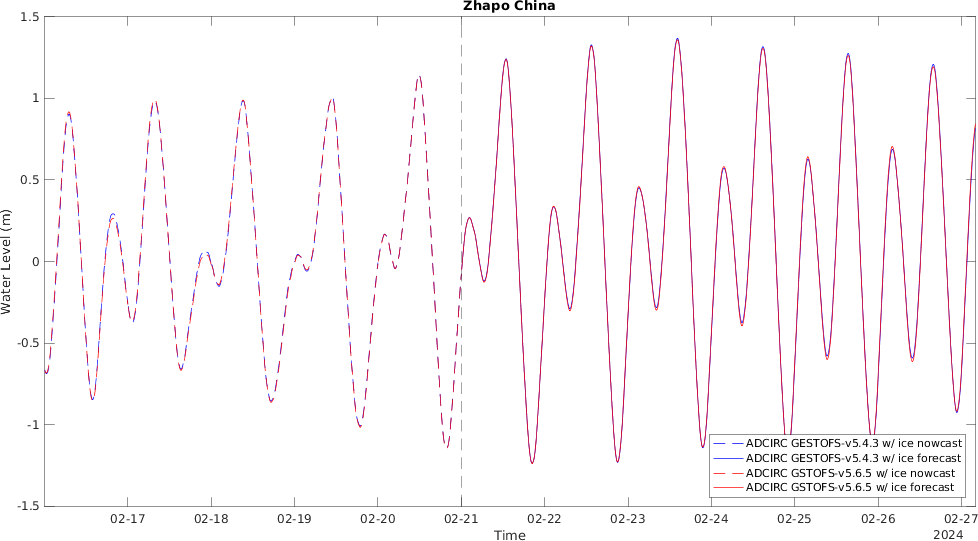 Zhapo China
1.5
1
0.5
0
-0.5
-1
-1.5
Water Level (m)
ADCIRC GESTOFS-v5.4.3 w/ ice nowcast
ADCIRC GESTOFS-v5.4.3 w/ ice forecast
ADCIRC GSTOFS-v5.6.5 w/ ice nowcast
ADCIRC GSTOFS-v5.6.5 w/ ice forecast
02-17 02-18 02-19 02-20 02-21 02-22 02-23 02-24 02-25 02-26 02-27
Time
2024